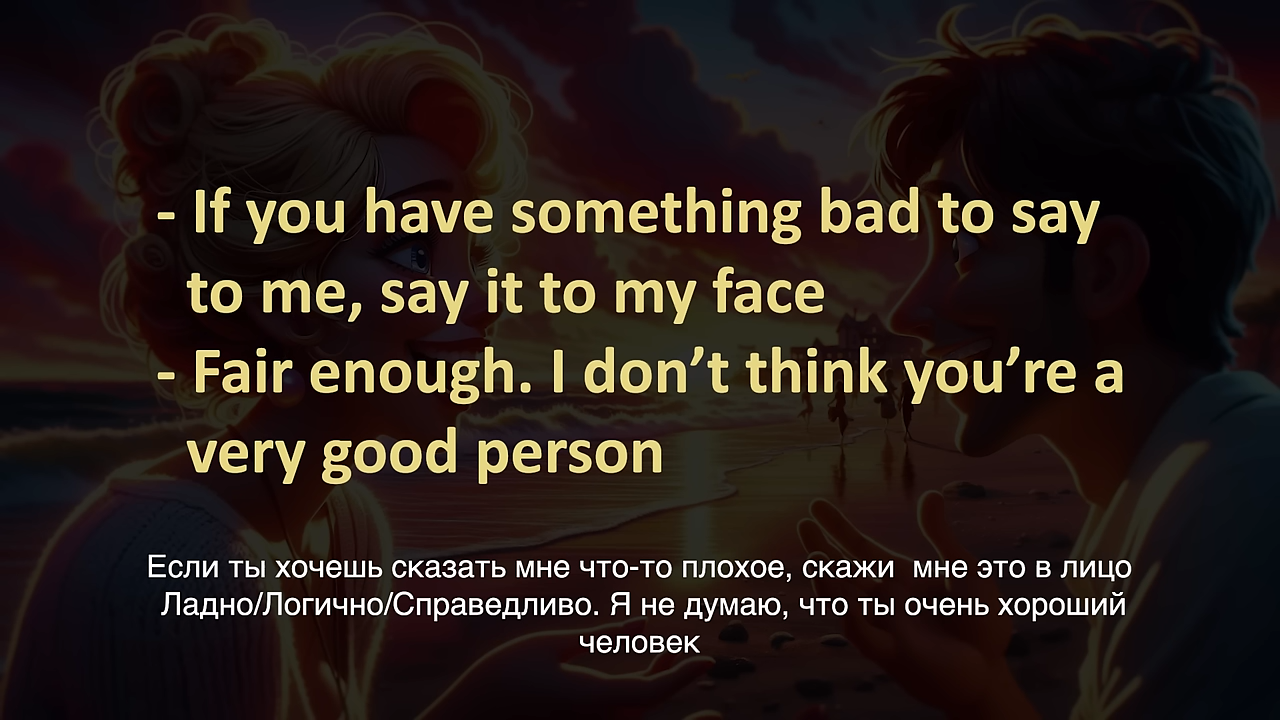 - If you have something bad to say
to me, say it to my face
- Fair enough. I don’t think you’re a
very good person
Если ты хочешь сказать мне что-то плохое, скажи  мне это в лицо
Ладно/Логично/Справедливо. Я не думаю, что ты очень хороший
человек